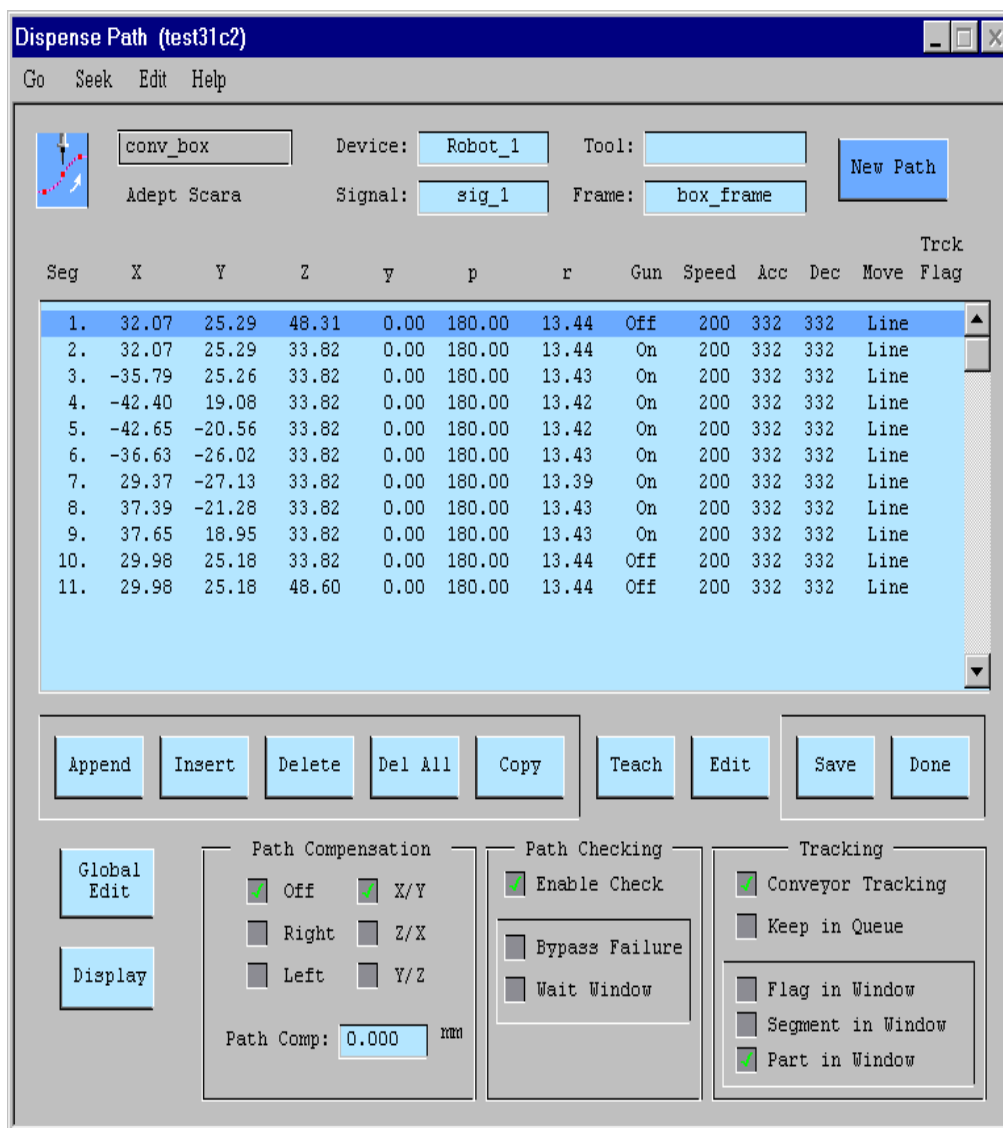 Dispense Path (test31c2)
Go Seek Edit Help
conv_box Device: Robot_1 Tool: New Path
Adept Scara Signal: sig_1 Frame: box_frame
Trck
Seg X Y Z y p r Gun Speed Acc Dec Move Flag
1. 32.07 25.29 48.31 0.00 180.00 13.44 Off 200 332 332 Line
2. 32.07 25.29 33.82 0.00 180.00 13.44 On 200 332 332 Line
3. -35.79 25.26 33.82 0.00 180.00 13.43 On 200 332 332 Line
4. -42.40 19.08 33.82 0.00 180.00 13.42 On 200 332 332 Line
5. -42.65 -20.56 33.82 0.00 180.00 13.42 On 200 332 332 Line
6. -36.63 -26.02 33.82 0.00 180.00 13.43 On 200 332 332 Line
7. 29.37 -27.13 33.82 0.00 180.00 13.39 On 200 332 332 Line
8. 37.39 -21.28 33.82 0.00 180.00 13.43 On 200 332 332 Line
9. 37.65 18.95 33.82 0.00 180.00 13.43 On 200 332 332 Line
10. 29.98 25.18 33.82 0.00 180.00 13.44 Off 200 332 332 Line
11. 29.98 25.18 48.60 0.00 180.00 13.44 Off 200 332 332 Line
Append Insert Delete Del All Copy Teach Edit Save Done
Global
Edit
Display
Path Compensation
Off X/Y
Right Z/X
Left Y/Z
Path Comp: 0.000 mm
Path Checking
Enable Check
Bypass Failure
Wait Window
Tracking
Conveyor Tracking
Keep in Queue
Flag in Window
Segment in Window
Part in Window